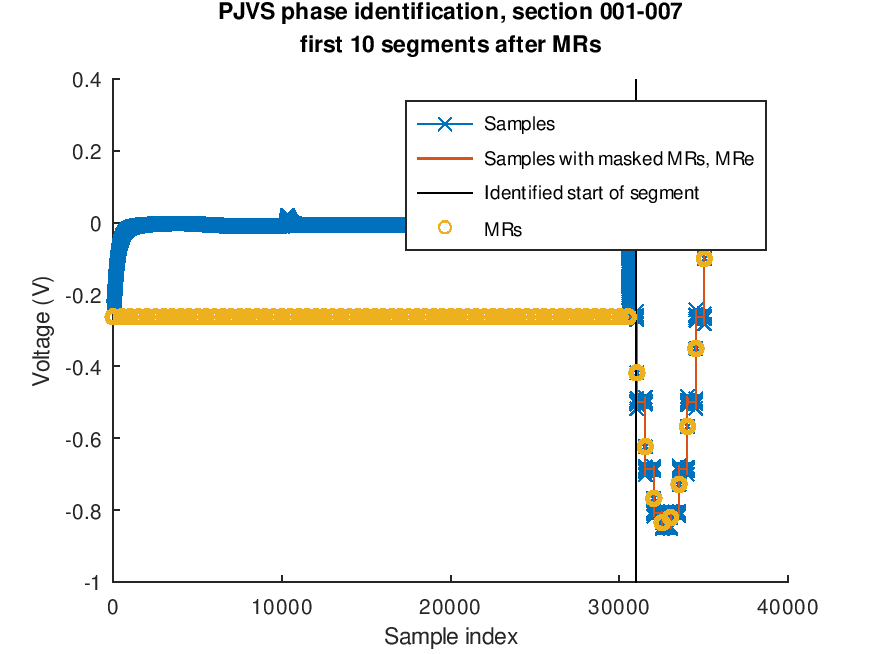 PJVS phase identification, section 001-007
first 10 segments after MRs
0.4
0.2
0
-0.2
-0.4
-0.6
-0.8
-1
Voltage (V)
Samples
Samples with masked MRs, MRe
Identified start of segment
MRs
0
10000
20000
30000
40000
Sample index